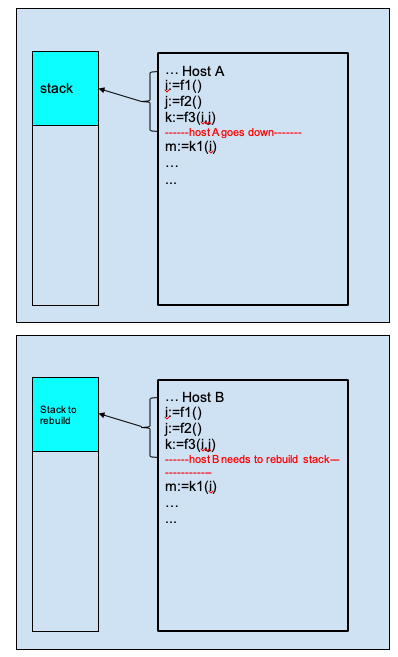 stack
… Host A
i:=f1()
j:=f2()
k:=f3(i,j)
------host A goes down-------
m:=k1(i)
…
...
Stack to
rebuild
… Host B
i:=f1()
j:=f2()
k:=f3(i,j)
------host B needs to rebuild stack---
-------------
m:=k1(i)
…
...